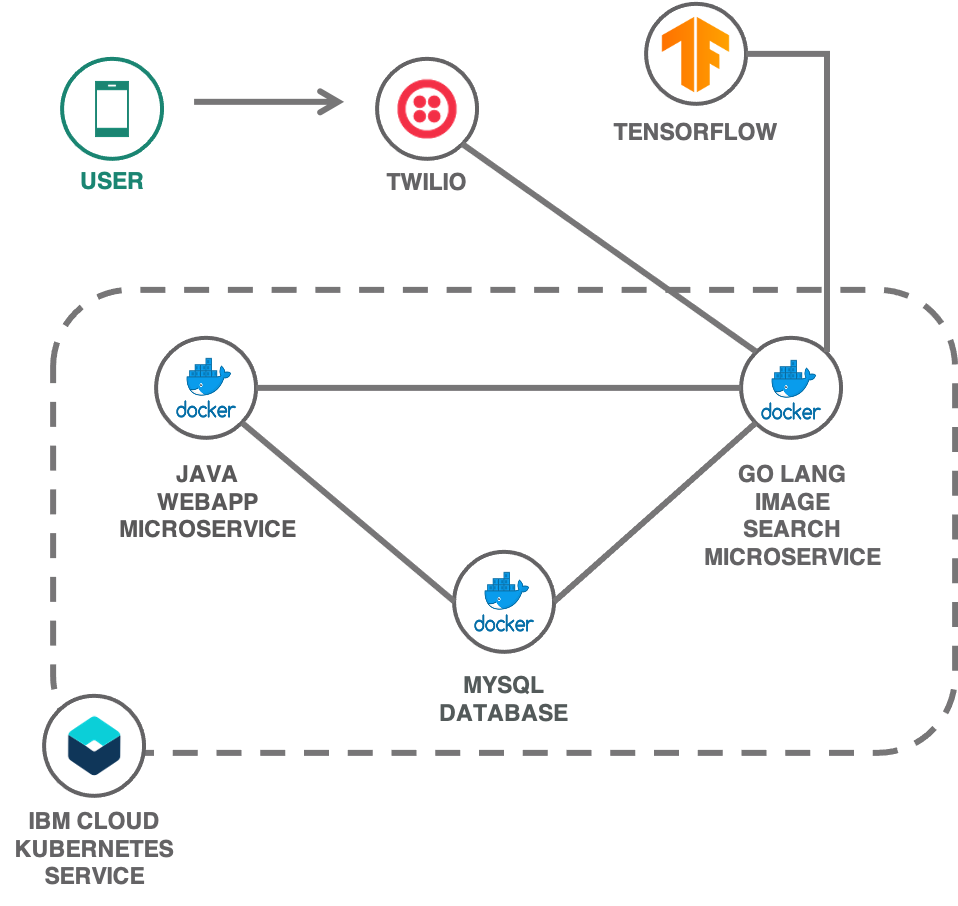 USER
TWILIO
TENSORFLOW
docker
JAVA
WEBAPP
MICROSERVICE
docker
GO LANG
IMAGE
SEARCH
MICROSERVICE
docker
MYSQL
DATABASE
IBM CLOUD
KUBERNETES
SERVICE